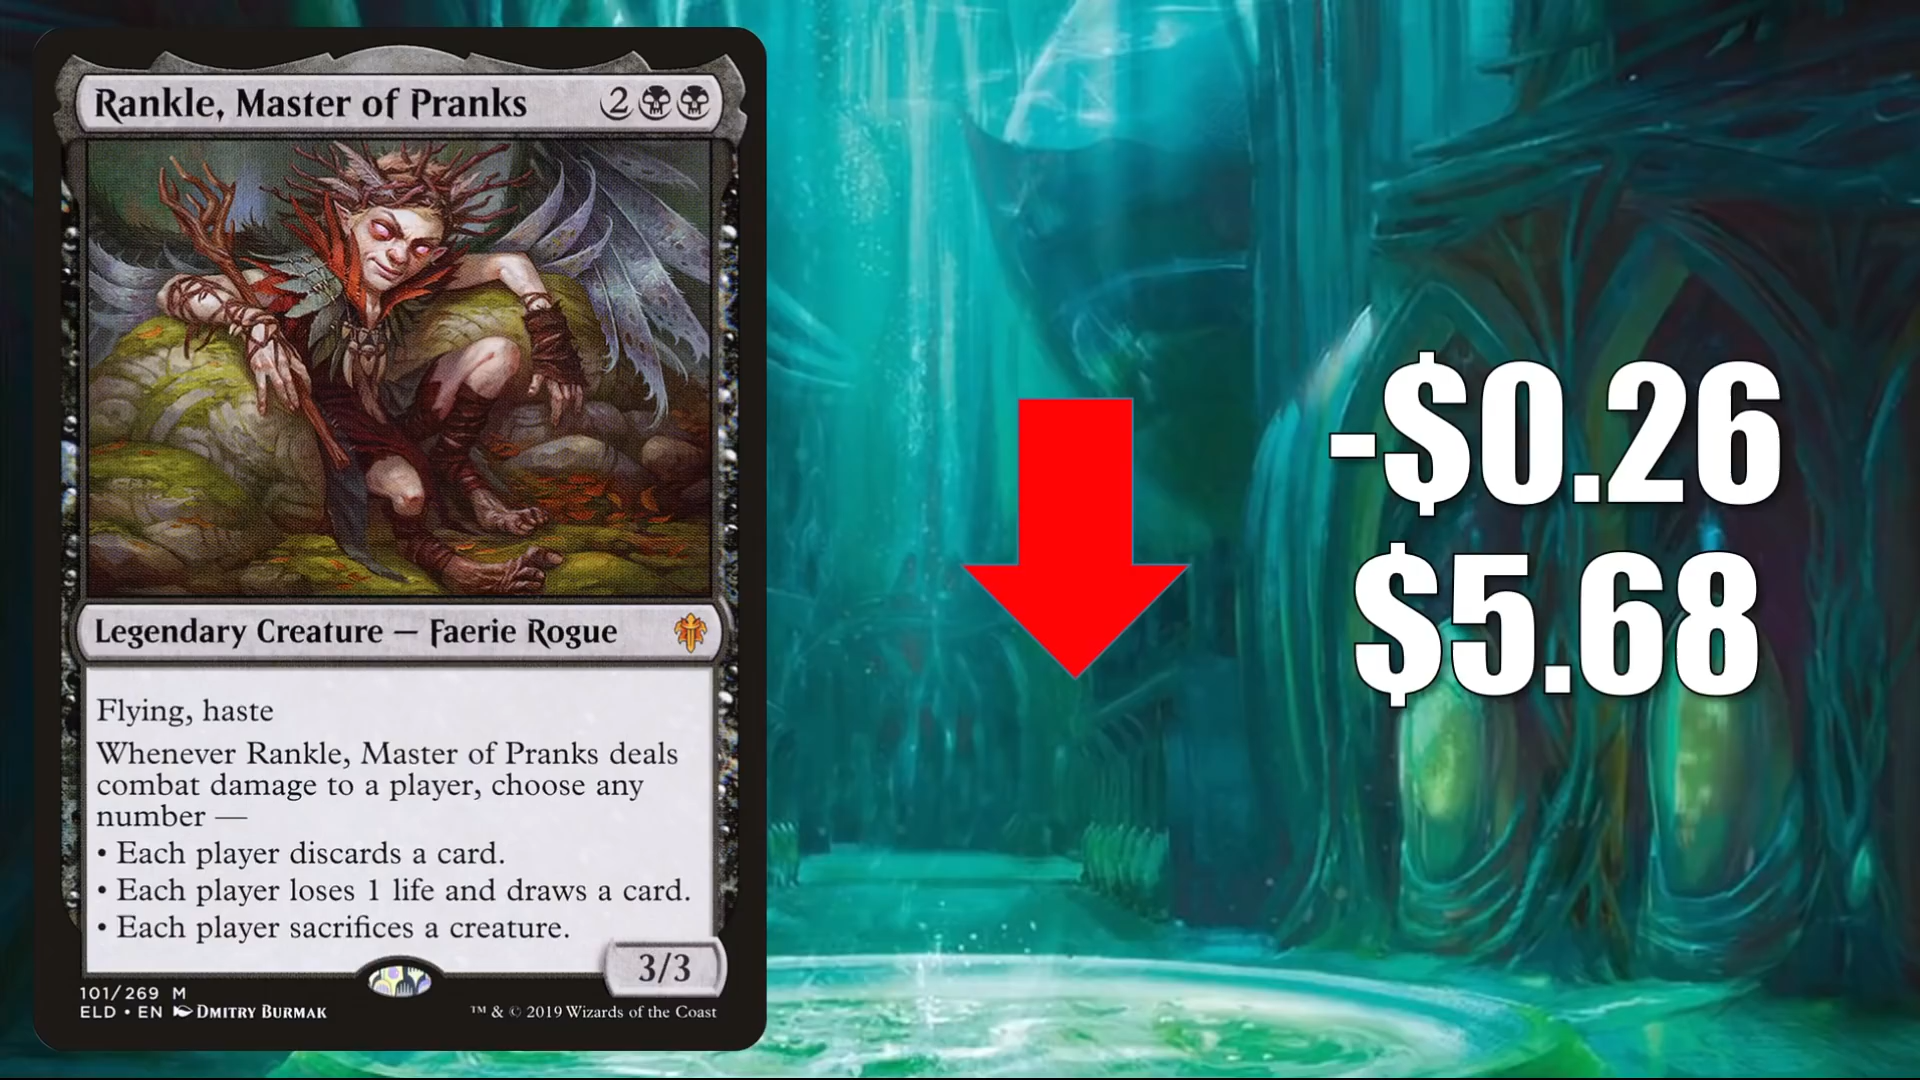 Rankle, Master of Pranks 2
Legendary Creature — Faerie Rogue
Flying, haste
Whenever Rankle, Master of Pranks deals
combat damage to a player, choose any
number —
• Each player discards a card.
• Each player loses 1 life and draws a card.
• Each player sacrifices a creature.
3/3
101/269 M
ELD • EN Dmitry Burmak
™ & © 2019 Wizards of the Coast
-$0.26
$5.68